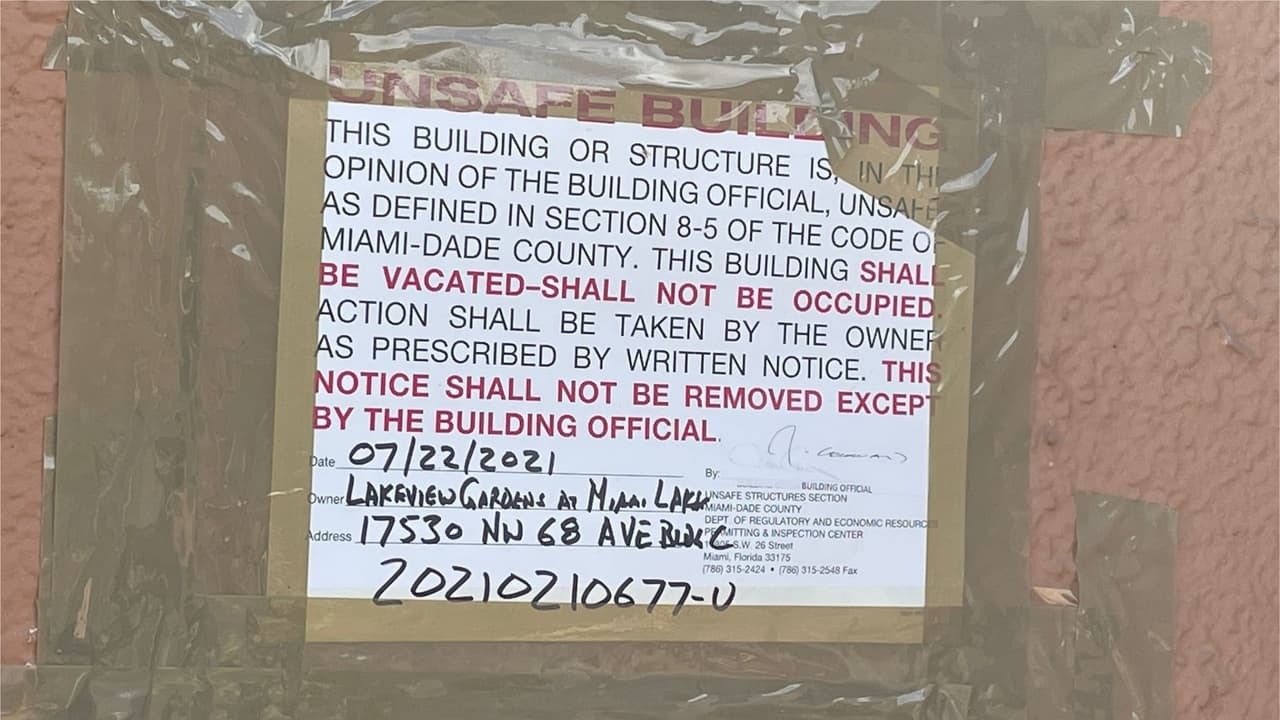 UNSAFE BUILDING
THIS BUILDING OR STRUCTURE IS, IN THE
OPINION OF THE BUILDING OFFICIAL, UNSAFE
AS DEFINED IN SECTION 8-5 OF THE CODE OF
MIAMI-DADE COUNTY. THIS BUILDING SHALL
BE VACATED–SHALL NOT BE OCCUPIED.
ACTION SHALL BE TAKEN BY THE OWNER
AS PRESCRIBED BY WRITTEN NOTICE. THIS
NOTICE SHALL NOT BE REMOVED EXCEPT
BY THE BUILDING OFFICIAL.
Date 07/22/2021
By:
BUILDING OFFICIAL
Owner LAKEVIEW GARDENS AT MIAMI LAKES
Address 17530 NW 68 AVE BLDG C
20210210677-U
UNSAFE STRUCTURES SECTION
MIAMI-DADE COUNTY
DEPT. OF REGULATORY AND ECONOMIC RESOURCES
PERMITTING & INSPECTION CENTER
S.W. 26 Street
Miami, Florida 33175
(786) 315-2424 • (786) 315-2548 Fax